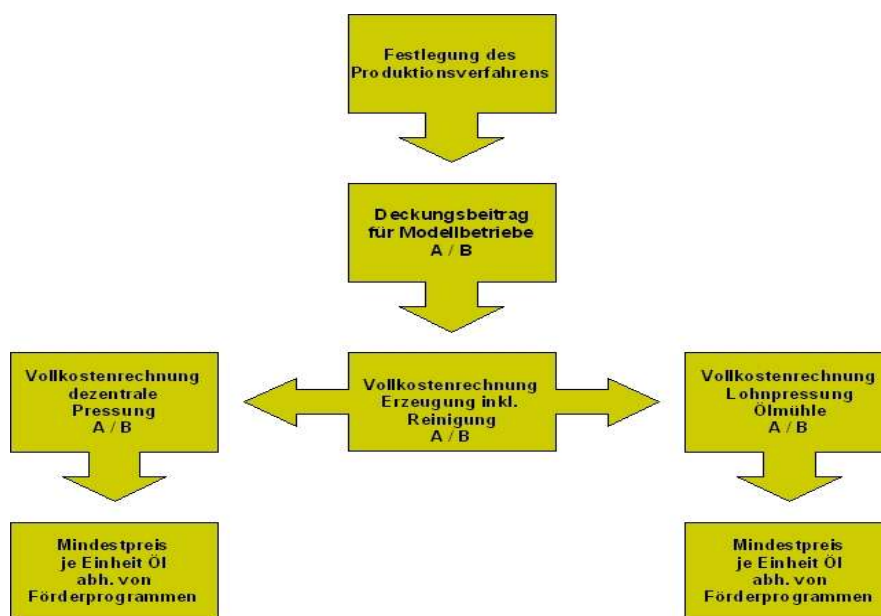 Festlegung des
Produktionsverfahrens
Deckungsbeitrag
für Modellbetriebe
A / B
Vollkostenrechnung
dezentrale
Pressung
A / B
Vollkostenrechnung
Erzeugung inkl.
Reinigung
A / B
Vollkostenrechnung
Lohnpressung
Ölmühle
A / B
Mindestpreis
je Einheit Öl
abh. von
Förderprogrammen
Mindestpreis
je Einheit Öl
abh. von
Förderprogrammen